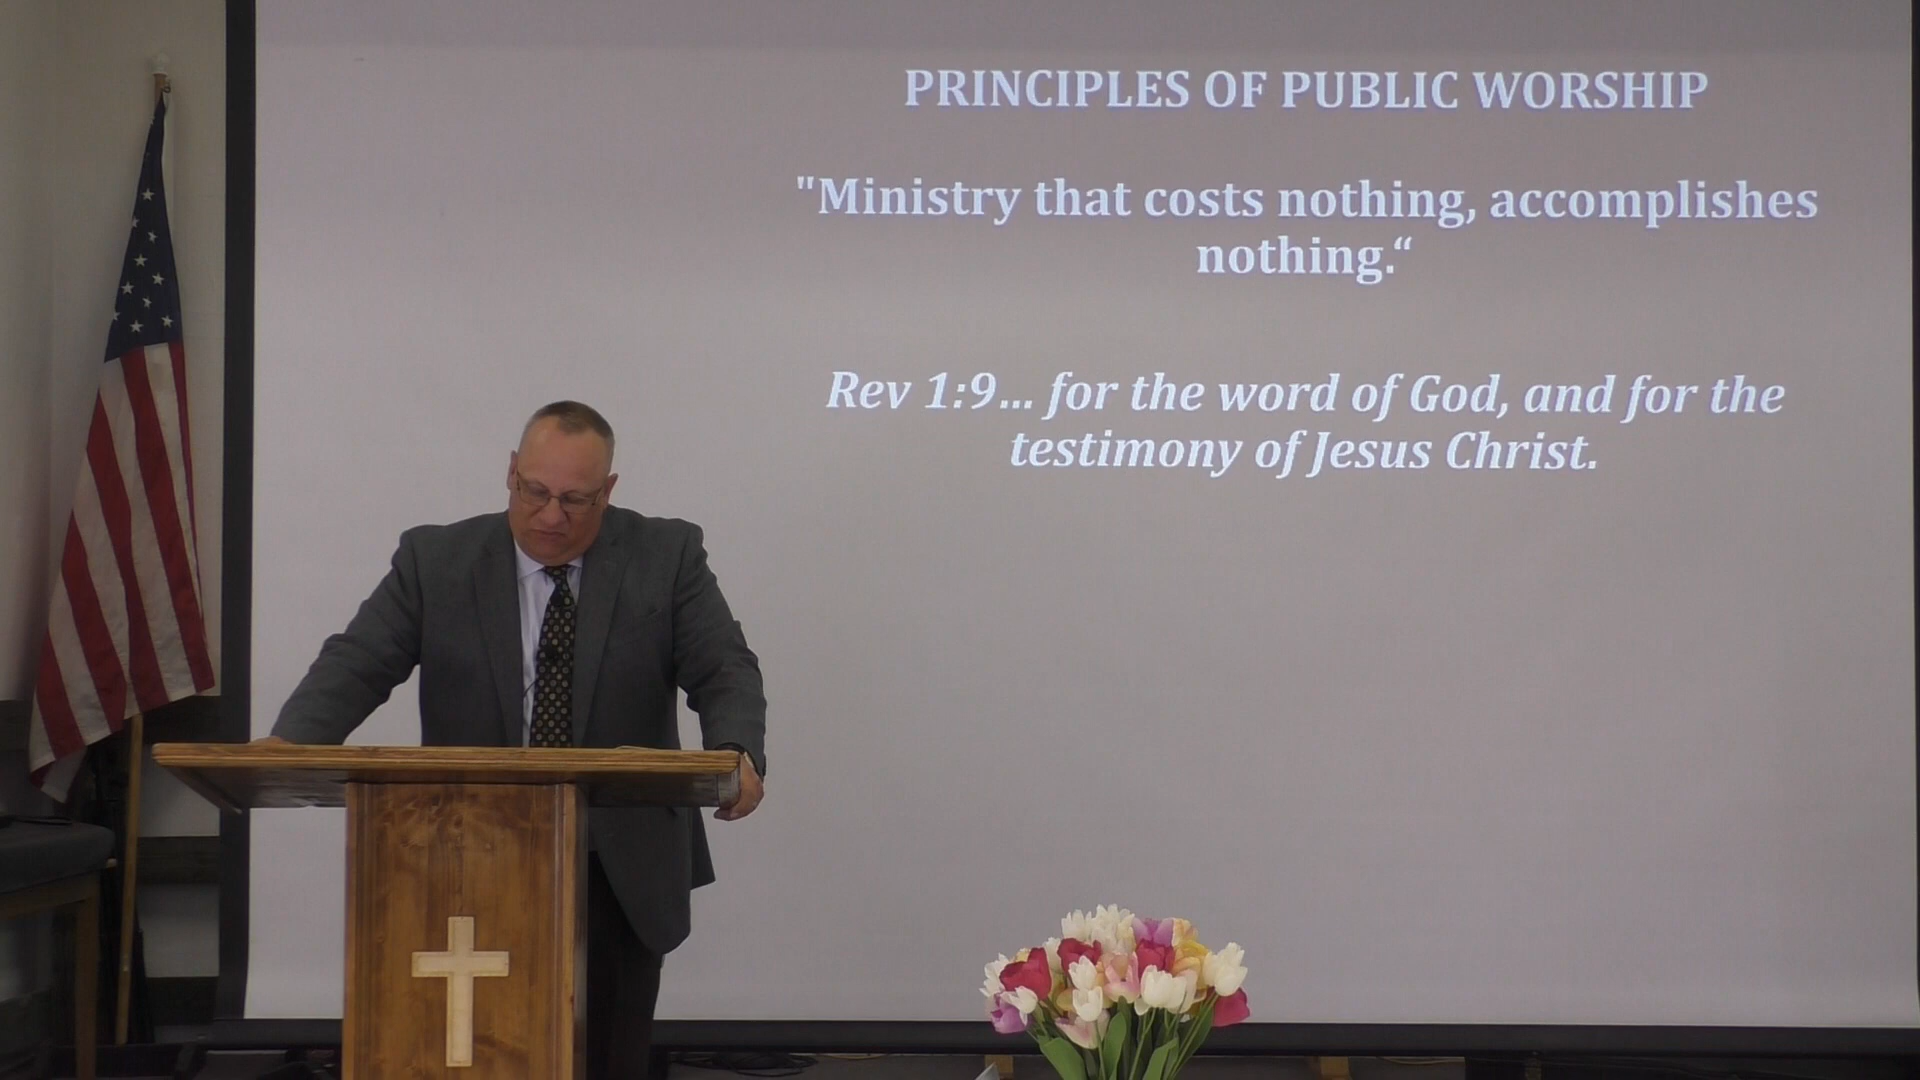 PRINCIPLES OF PUBLIC WORSHIP
"Ministry that costs nothing, accomplishes
nothing.“
Rev 1:9... for the word of God, and for the
testimony of Jesus Christ.